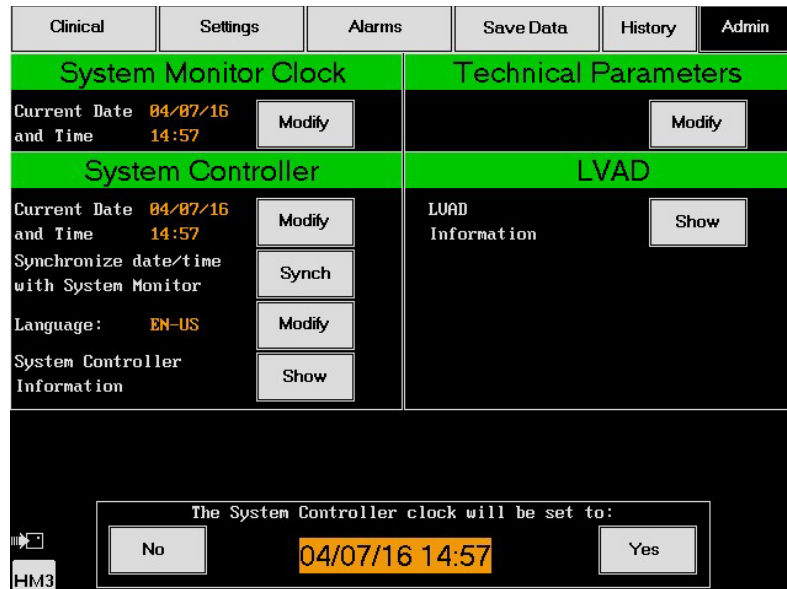 Clinical Settings Alarms Save Data History Admin
System Monitor Clock
Current Date 04/07/16
and Time 14:57
Modify
Technical Parameters
Modify
System Controller
Current Date 04/07/16
and Time 14:57
Modify
Synchronize date/time
with System Monitor
Synch
Language: EN-US
Modify
System Controller
Information
Show
LVAD
LVAD
Information
Show
The System Controller clock will be set to:
No 04/07/16 14:57 Yes
HM3